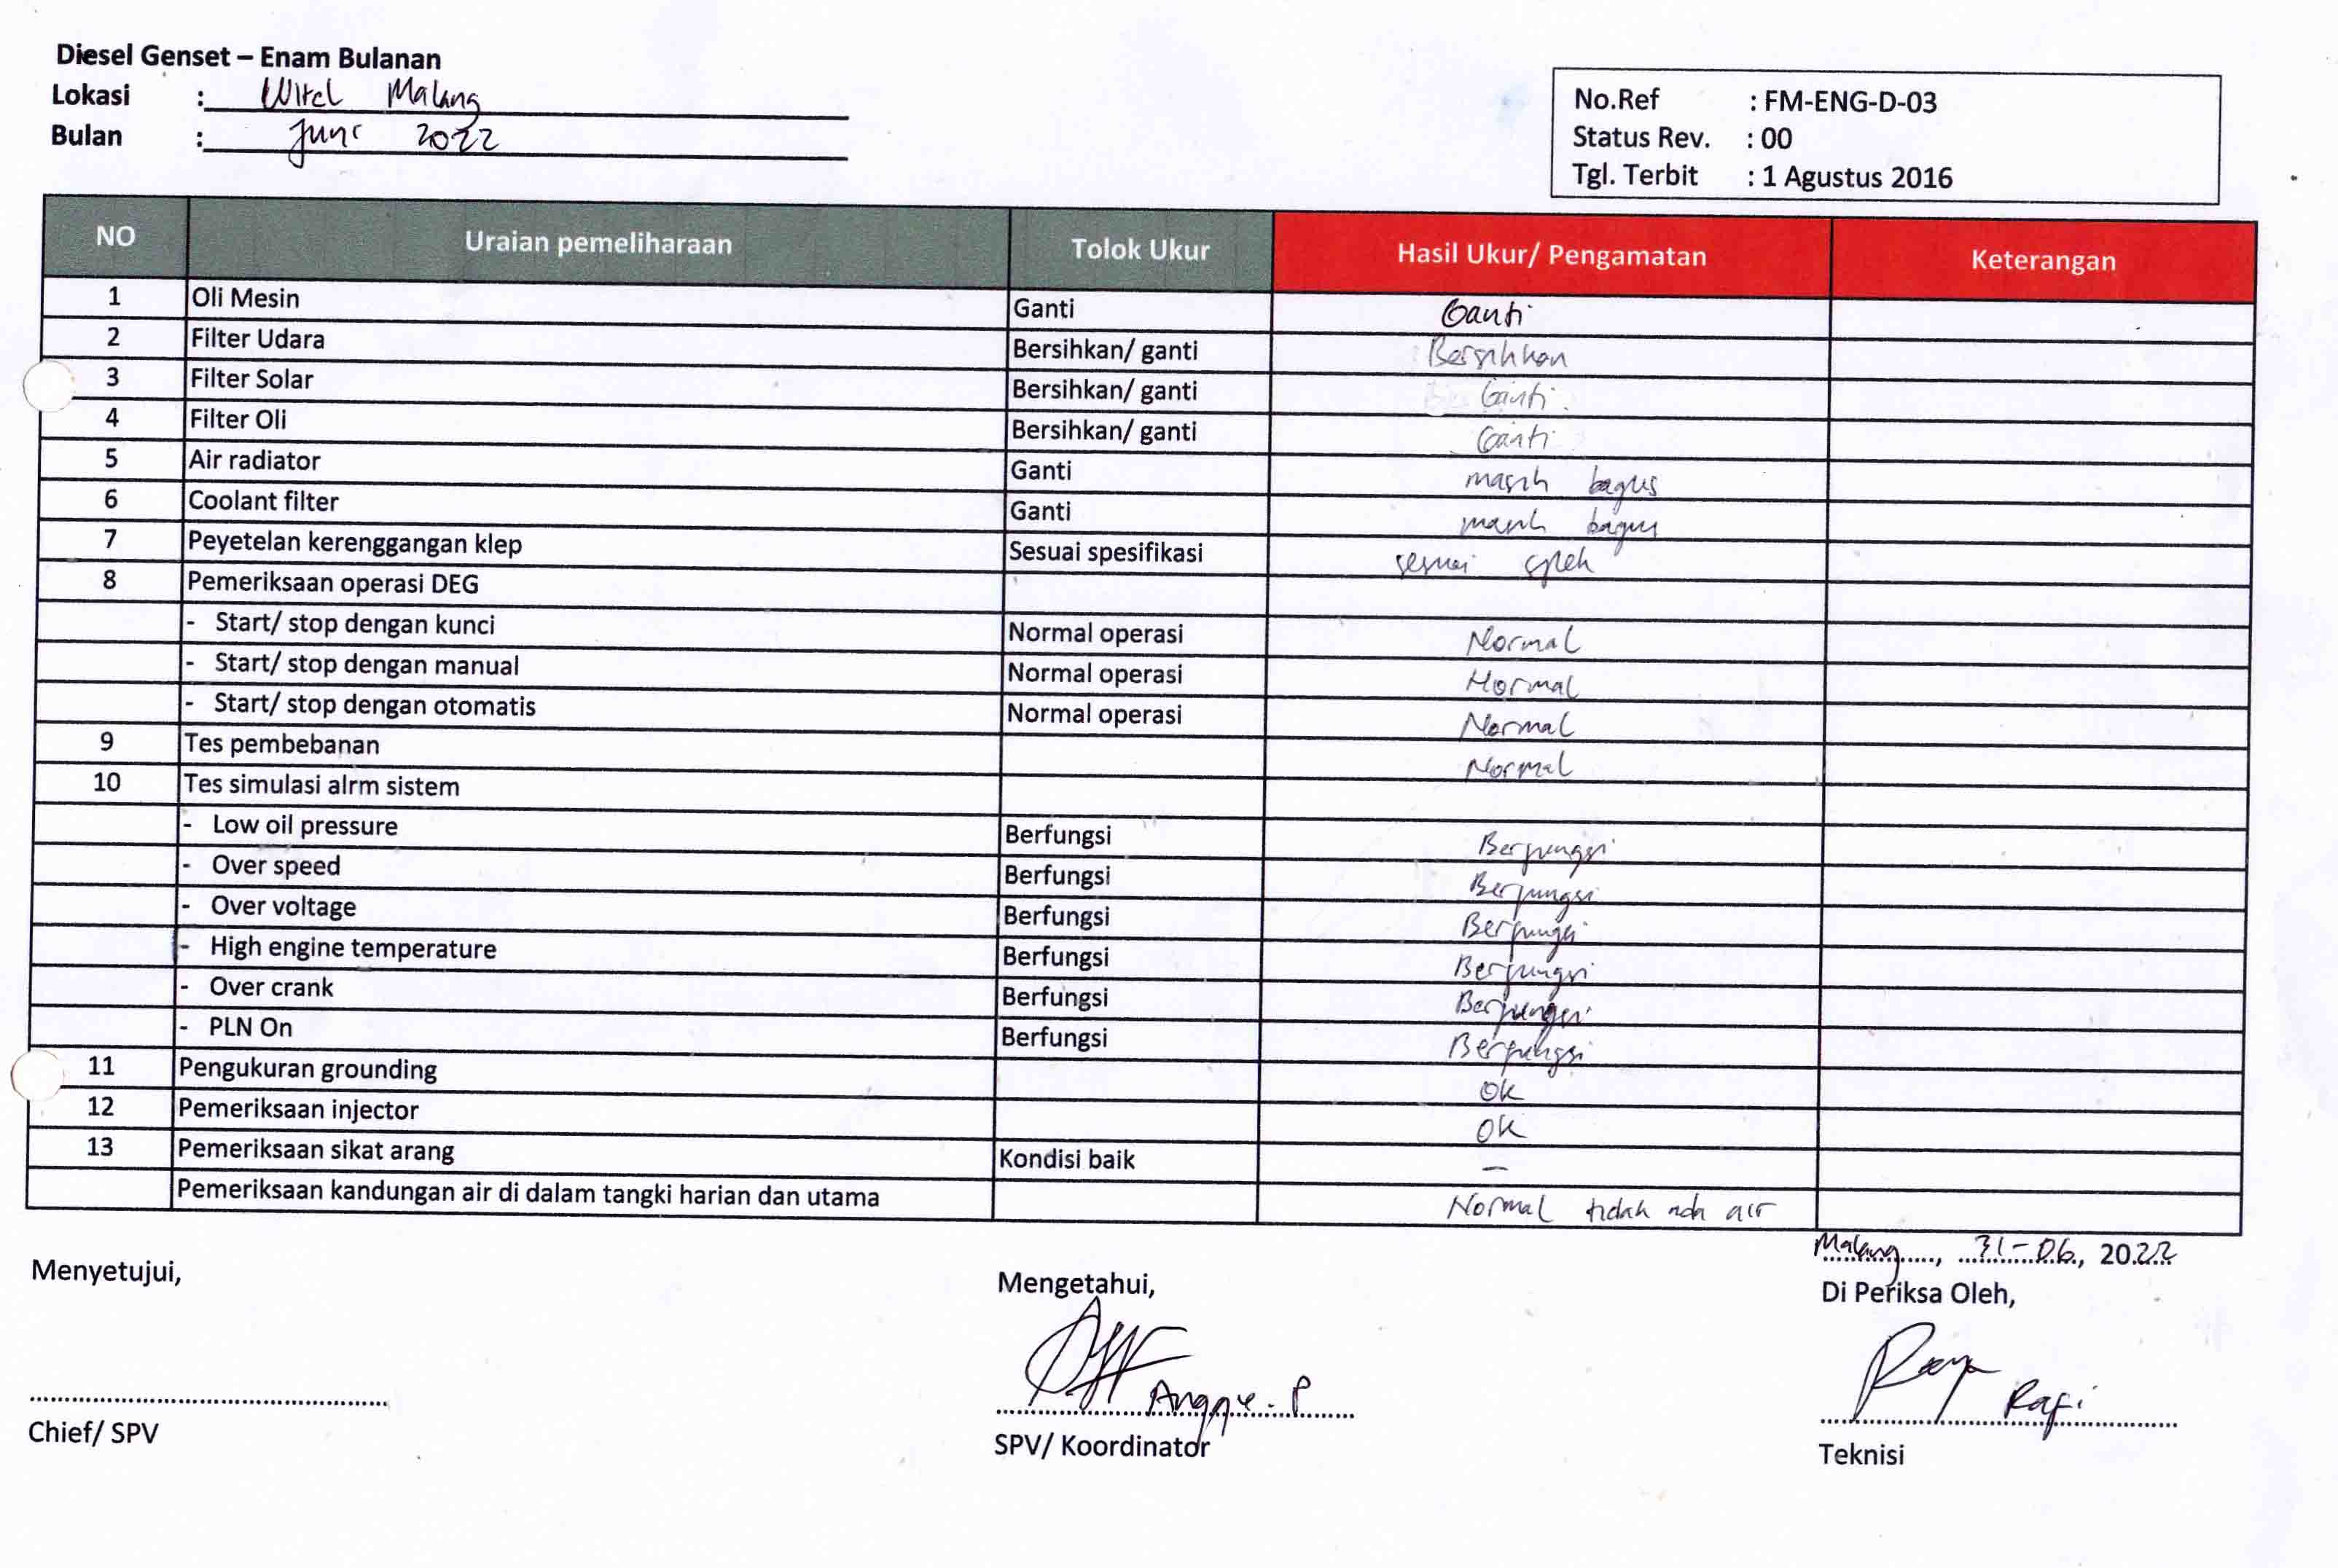 Diesel Genset – Enam Bulanan
Lokasi : Witel Malang
Bulan : Juni 2022
No.Ref : FM-ENG-D-03
Status Rev. : 00
Tgl. Terbit : 1 Agustus 2016
NO Uraian pemeliharaan Tolok Ukur Hasil Ukur/ Pengamatan Keterangan
1 Oli Mesin Ganti Ganti
2 Filter Udara Bersihkan/ ganti Bersihkan
3 Filter Solar Bersihkan/ ganti Ganti
4 Filter Oli Bersihkan/ ganti Ganti
5 Air radiator Ganti masih bagus
6 Coolant filter Ganti masih bagus
7 Peyetelan kerenggangan klep Sesuai spesifikasi sesuai spek
8 Pemeriksaan operasi DEG
- Start/ stop dengan kunci Normal operasi Normal
- Start/ stop dengan manual Normal operasi Normal
- Start/ stop dengan otomatis Normal operasi Normal
9 Tes pembebanan Normal
10 Tes simulasi alrm sistem
- Low oil pressure Berfungsi Berfungsi
- Over speed Berfungsi Berfungsi
- Over voltage Berfungsi Berfungsi
- High engine temperature Berfungsi Berfungsi
- Over crank Berfungsi Berfungsi
- PLN On Berfungsi Berfungsi
11 Pengukuran grounding Ok
12 Pemeriksaan injector Ok
13 Pemeriksaan sikat arang Kondisi baik –
Pemeriksaan kandungan air di dalam tangki harian dan utama Normal tidak ada air
Malang, 31-06, 2022
Menyetujui, Mengetahui, Di Periksa Oleh,
Anggye. P Rafi
Chief/ SPV SPV/ Koordinator Teknisi